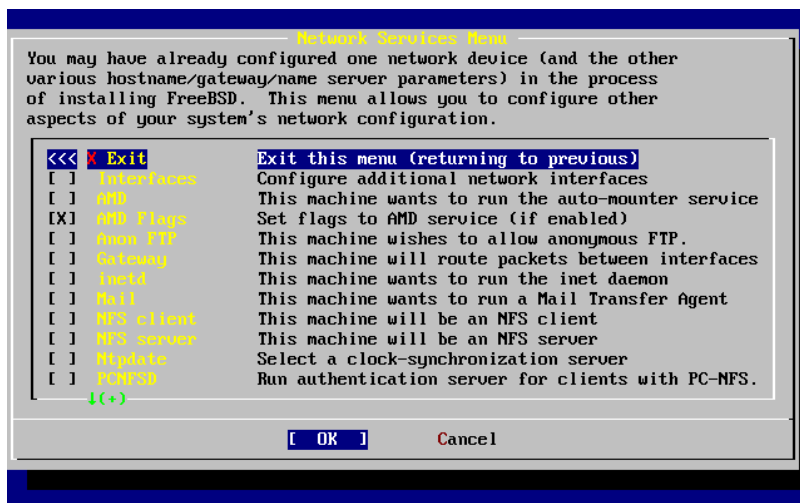 Network Services Menu
You may have already configured one network device (and the other
various hostname/gateway/name server parameters) in the process
of installing FreeBSD.  This menu allows you to configure other
aspects of your system's network configuration.
<<< X Exit Exit this menu (returning to previous)
[ ] Interfaces Configure additional network interfaces
[ ] AMD This machine wants to run the auto-mounter service
[X] AMD Flags Set flags to AMD service (if enabled)
[ ] Anon FTP This machine wishes to allow anonymous FTP.
[ ] Gateway This machine will route packets between interfaces
[ ] inetd This machine wants to run the inet daemon
[ ] Mail This machine wants to run a Mail Transfer Agent
[ ] NFS client This machine will be an NFS client
[ ] NFS server This machine will be an NFS server
[ ] Ntpdate Select a clock-synchronization server
[ ] PCNFSD Run authentication server for clients with PC-NFS.
↓(+)
[ OK ] Cancel